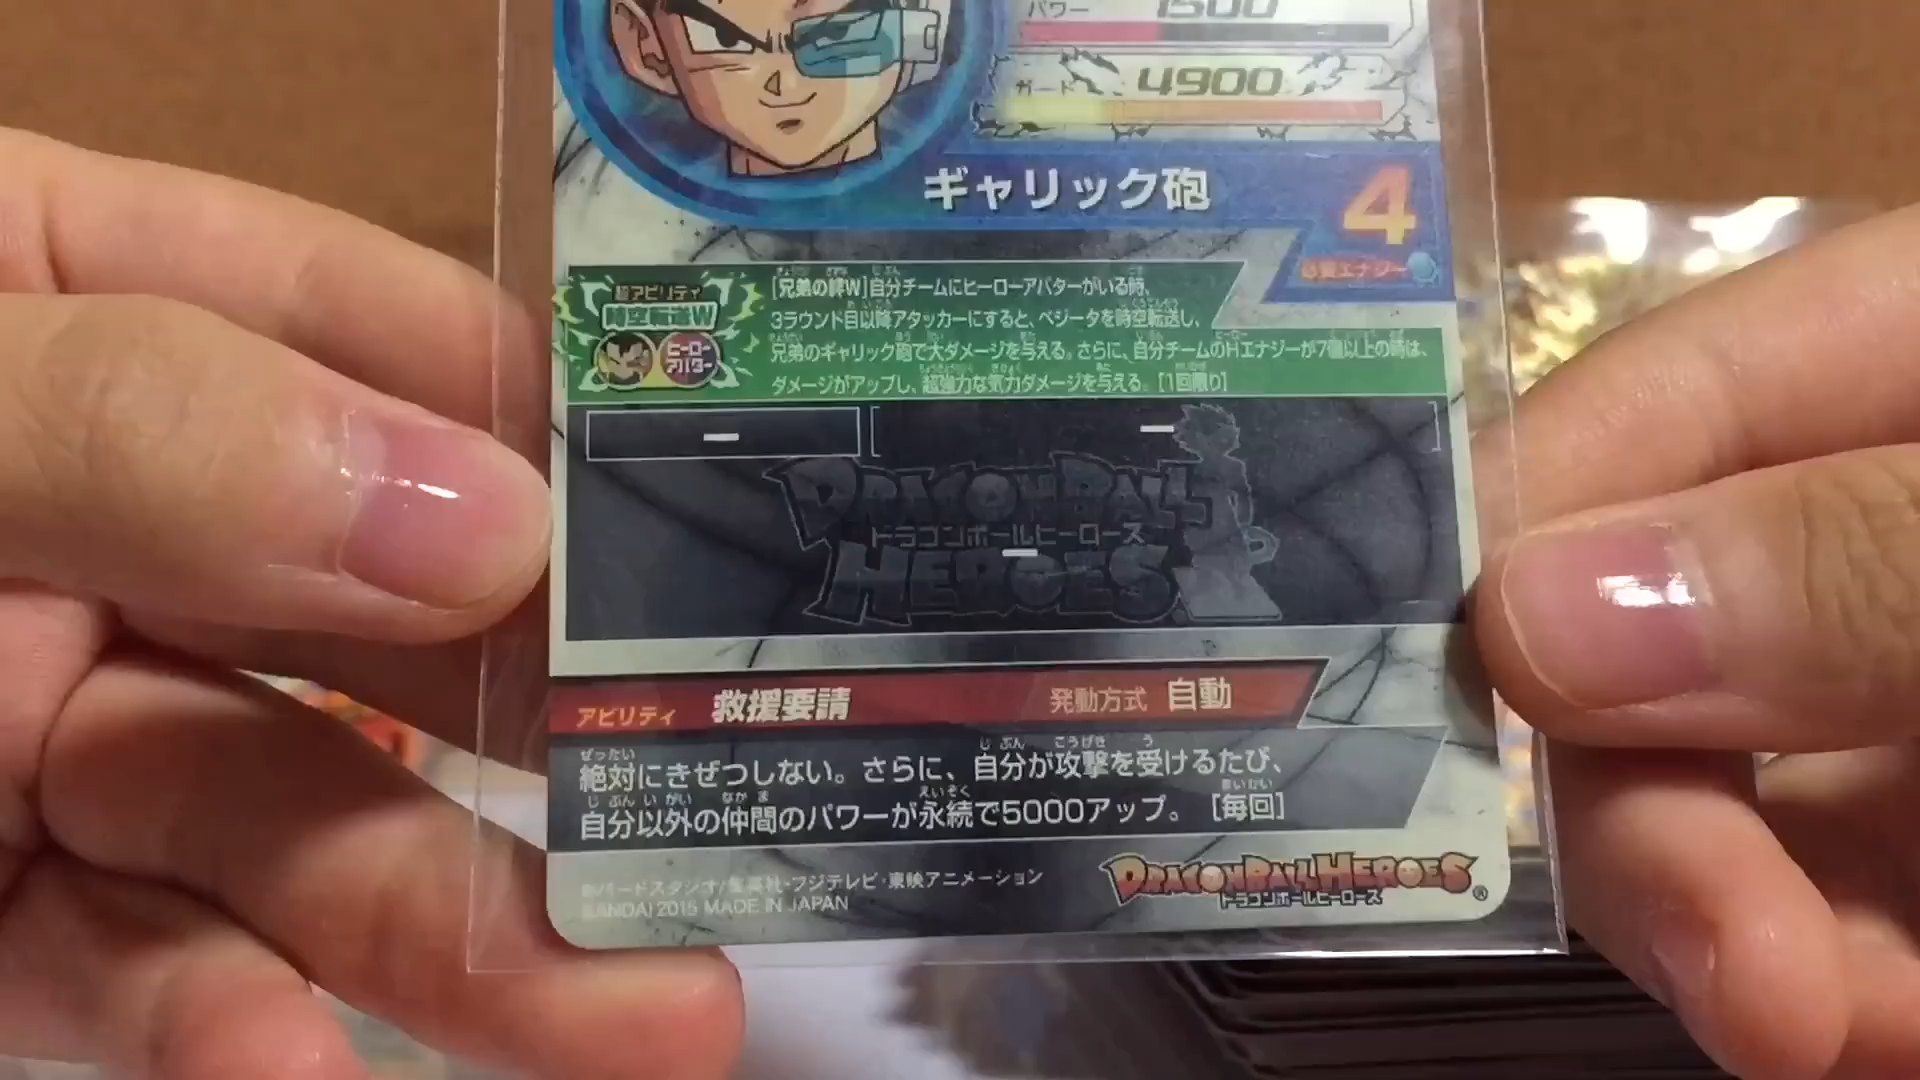 パワー 1500
ガード 4900
ギャリック砲
4
必要エナジー
超アビリティ
時空転送W
ヒーロー
アバター
[兄弟の絆W]自分チームにヒーローアバターがいる時、
3ラウンド目以降アタッカーにすると、ベジータを時空転送し、
兄弟のギャリック砲で大ダメージを与える。さらに、自分チームのHエナジーが7個以上の時は、
ダメージがアップし、超強力な気力ダメージを与える。[1回限り]
DRAGON BALL
ドラゴンボールヒーローズ
HEROES
アビリティ 救援要請 発動方式 自動
絶対にきぜつしない。さらに、自分が攻撃を受けるたび、
自分以外の仲間のパワーが永続で5000アップ。[毎回]
バードスタジオ/集英社・フジテレビ・東映アニメーション
BANDAI 2015 MADE IN JAPAN
DRAGON BALL HEROES
ドラゴンボールヒーローズ
®